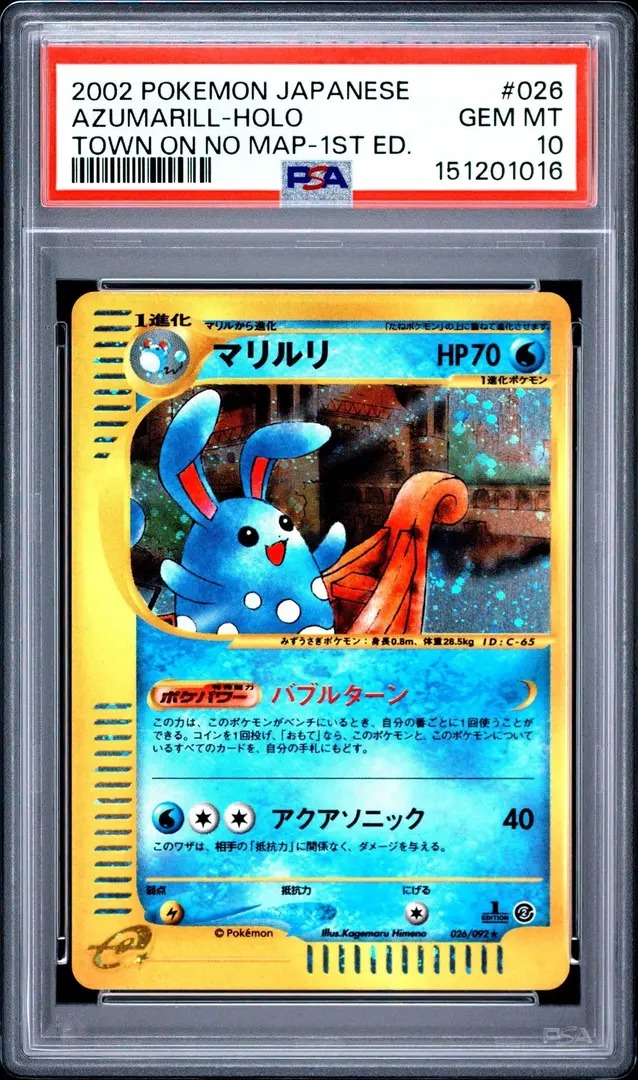 2002 POKEMON JAPANESE #026
AZUMARILL-HOLO GEM MT
TOWN ON NO MAP-1ST ED. 10
PSA 151201016
1進化 マリルから進化 「たねポケモン」の上に重ねて進化させます。
マリルリ HP70
1進化ポケモン
みずうさぎポケモン：身長0.8m、体重28.5kg ID:C-65
ポケパワー 特殊能力 バブルターン
この力は、このポケモンがベンチにいるとき、自分の番ごとに1回使うことが
できる。コインを1回投げ、「おもて」なら、このポケモンと、このポケモンについて
いるすべてのカードを、自分の手札にもどす。
アクアソニック 40
このワザは、相手の「抵抗力」に関係なく、ダメージを与える。
弱点 抵抗力 にげる
1 EDITION 2
©Pokémon Illus.Kagemaru Himeno 026/092★
e
PSA